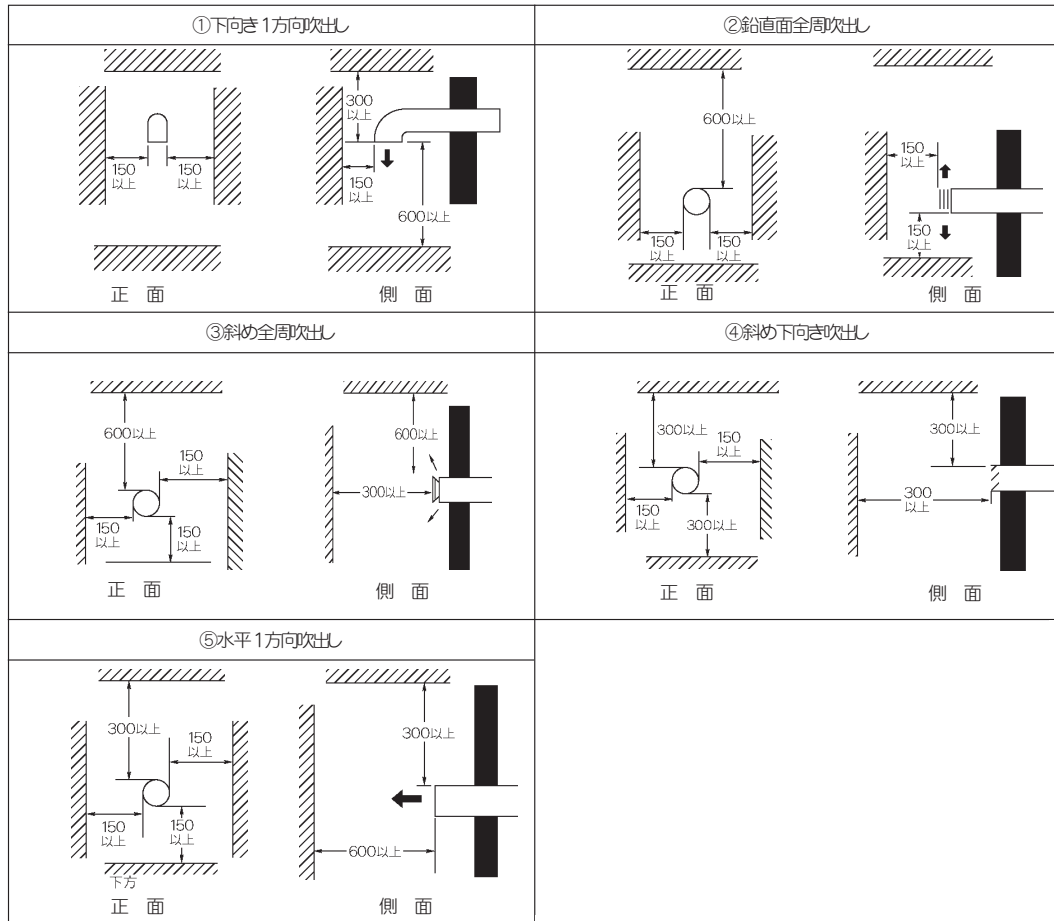 ①下向き1方向吹出し
300
以上
150
以上
150
以上
150
以上
600以上
正 面
側 面
②鉛直面全周吹出し
600以上
150
以上
150
以上
150
以上
150
以上
正 面
側 面
③斜め全周吹出し
600以上
150
以上
150
以上
150
以上
600以上
300以上
正 面
側 面
④斜め下向き吹出し
300以上
150
以上
150
以上
300以上
300以上
300
以上
正 面
側 面
⑤水平1方向吹出し
300以上
150
以上
150
以上
150
以上
下方
300以上
600以上
正 面
側 面